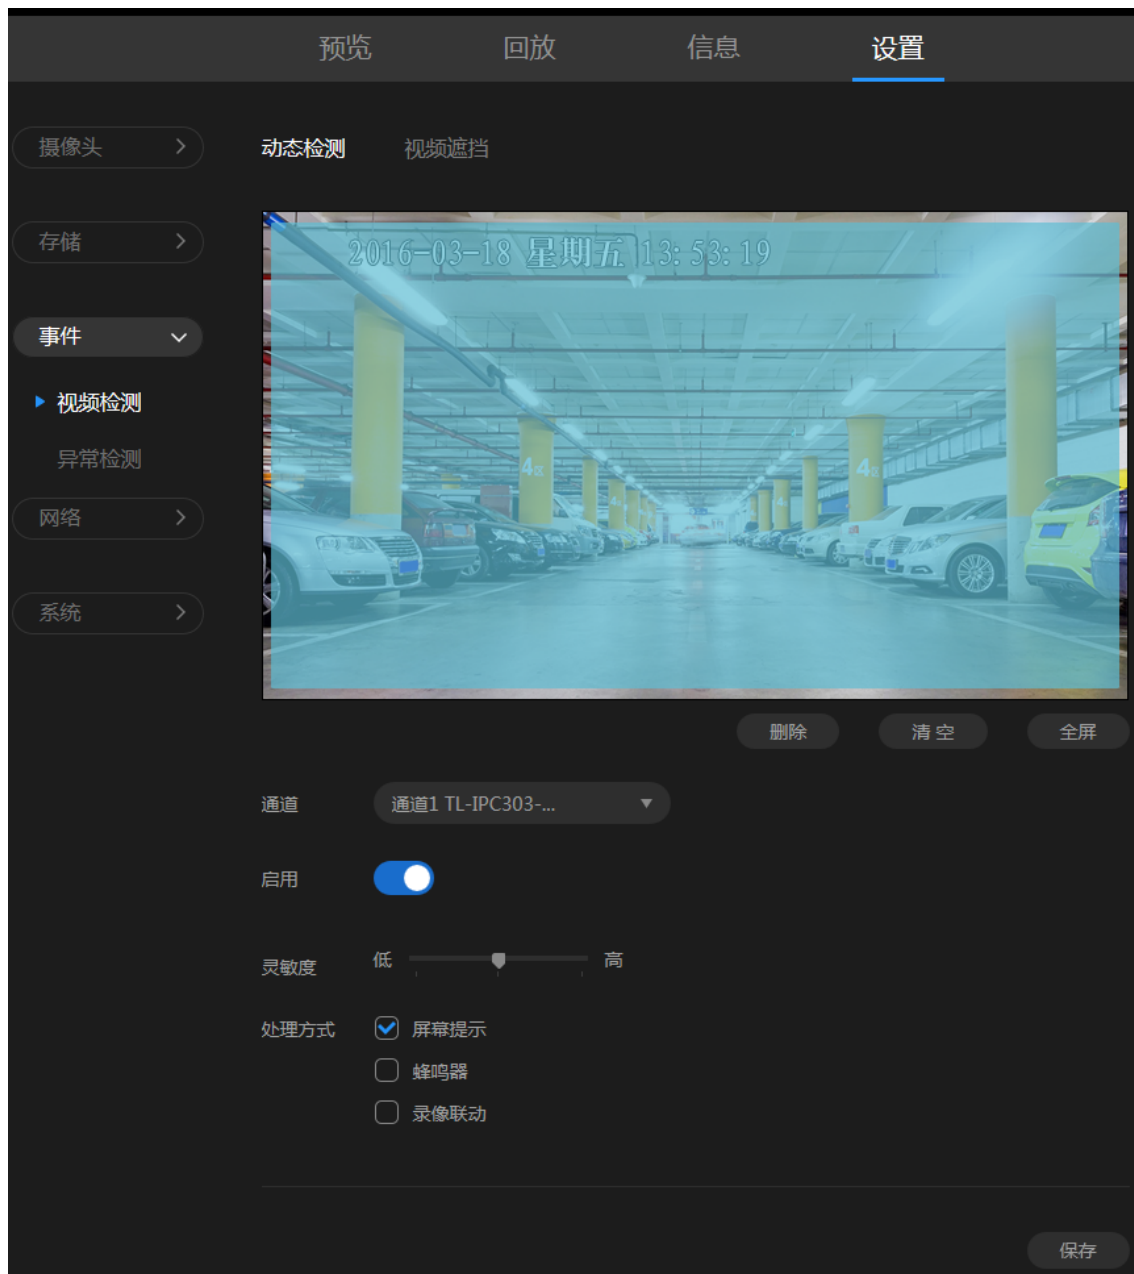 预览 回放 信息 设置
摄像头
动态检测 视频遮挡
存储
2016-03-18 星期五 13:53:19
事件
视频检测
异常检测
4区 4区
网络
系统
删除 清空 全屏
通道 通道1 TL-IPC303-...
启用
灵敏度 低 高
处理方式 屏幕提示
蜂鸣器
录像联动
保存